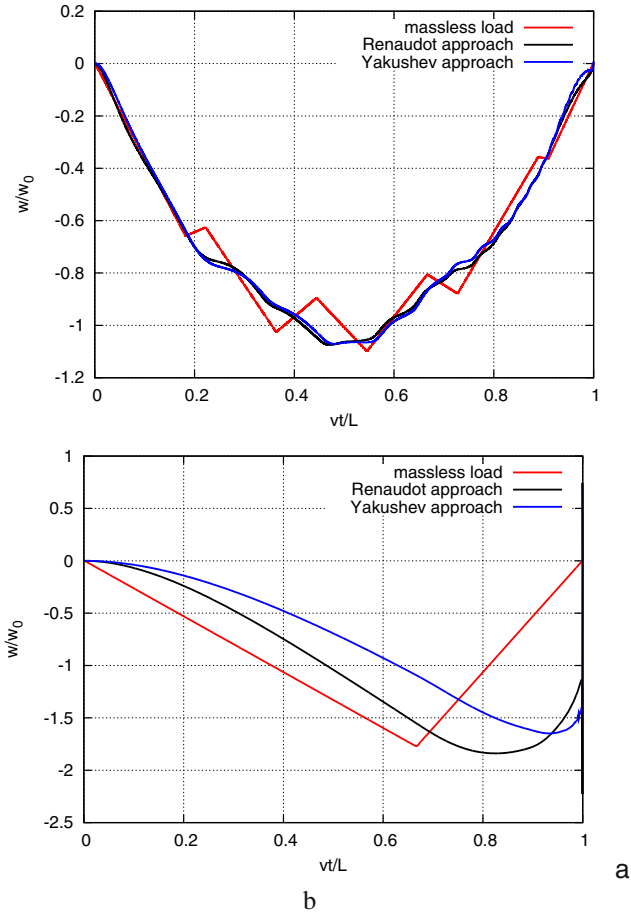 0.2
0
-0.2
-0.4
-0.6
-0.8
-1
-1.2
w/w0
massless load
Renaudot approach
Yakushev approach
0 0.2 0.4 0.6 0.8 1
vt/L
1
0.5
0
-0.5
-1
-1.5
-2
-2.5
w/w0
massless load
Renaudot approach
Yakushev approach
0 0.2 0.4 0.6 0.8 1
vt/L
a
b